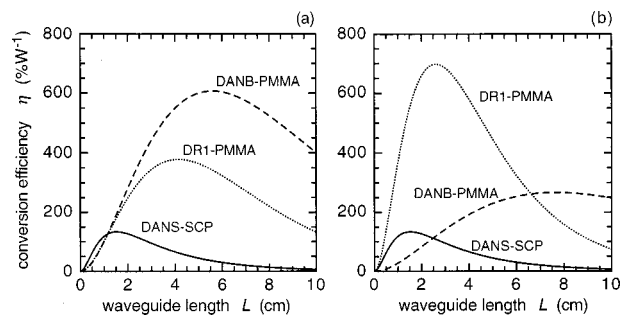 (a)
(b)
conversion efficiency η (%W-1)
800
600
400
200
0
DANB-PMMA
DR1-PMMA
DANS-SCP
0 2 4 6 8 10
waveguide length L (cm)
800
600
400
200
0
DR1-PMMA
DANB-PMMA
DANS-SCP
0 2 4 6 8 10
waveguide length L (cm)